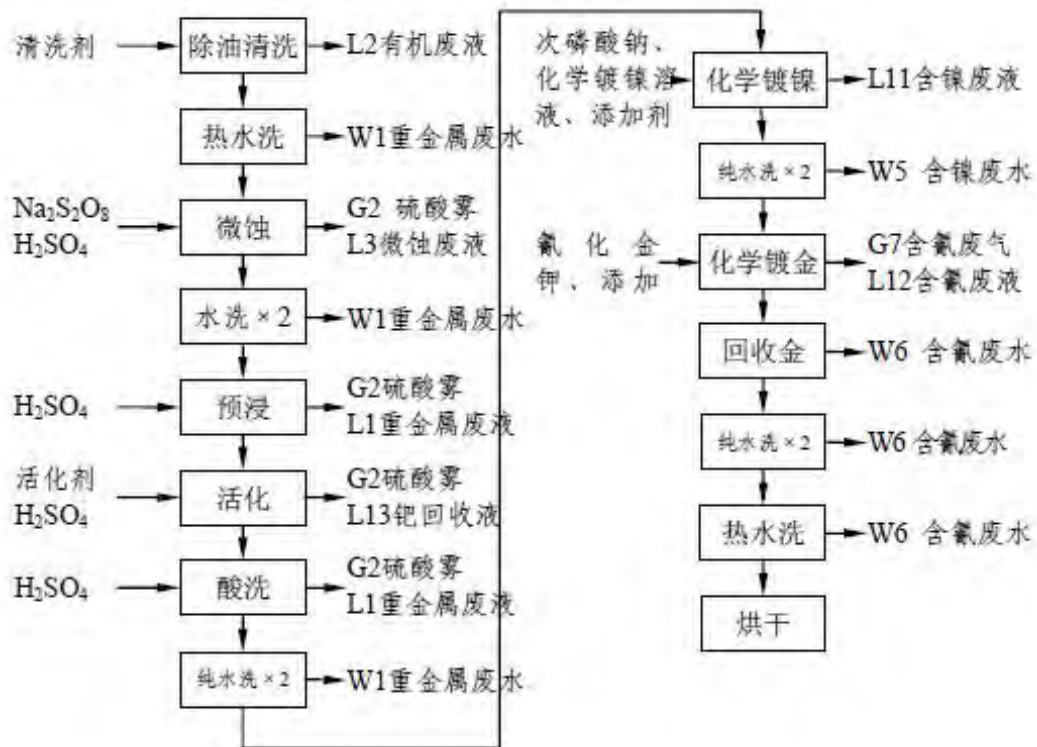 清洗剂
除油清洗
L2有机废液
热水洗
W1重金属废水
Na₂S₂O₈
H₂SO₄
微蚀
G2 硫酸雾
L3微蚀废液
水洗×2
W1重金属废水
H₂SO₄
预浸
G2硫酸雾
L1重金属废液
活化剂
H₂SO₄
活化
G2硫酸雾
L13钯回收液
H₂SO₄
酸洗
G2硫酸雾
L1重金属废液
纯水洗×2
W1重金属废水
次磷酸钠、
化学镀镍溶
液、添加剂
化学镀镍
L11含镍废液
纯水洗×2
W5 含镍废水
氰化金
钾、添加
化学镀金
G7含氰废气
L12含氰废液
回收金
W6 含氰废水
纯水洗×2
W6 含氰废水
热水洗
W6 含氰废水
烘干